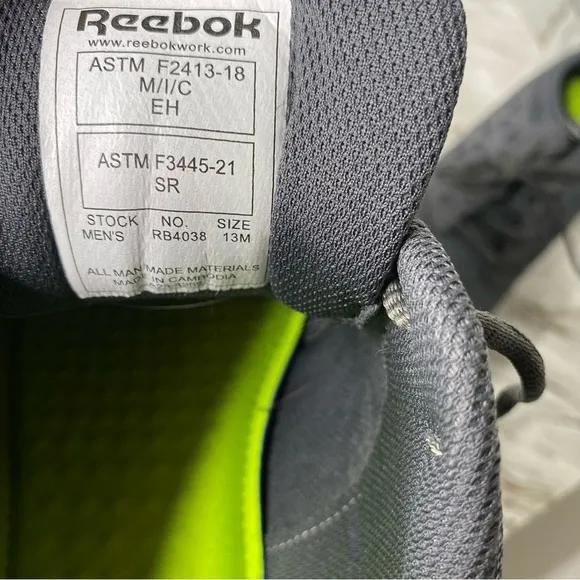 Reebok
www.reebokwork.com
ASTM F2413-18
M/I/C
EH
ASTM F3445-21
SR
STOCK NO. SIZE
MEN'S RB4038 13M
ALL MAN MADE MATERIALS
MADE IN CAMBODIA